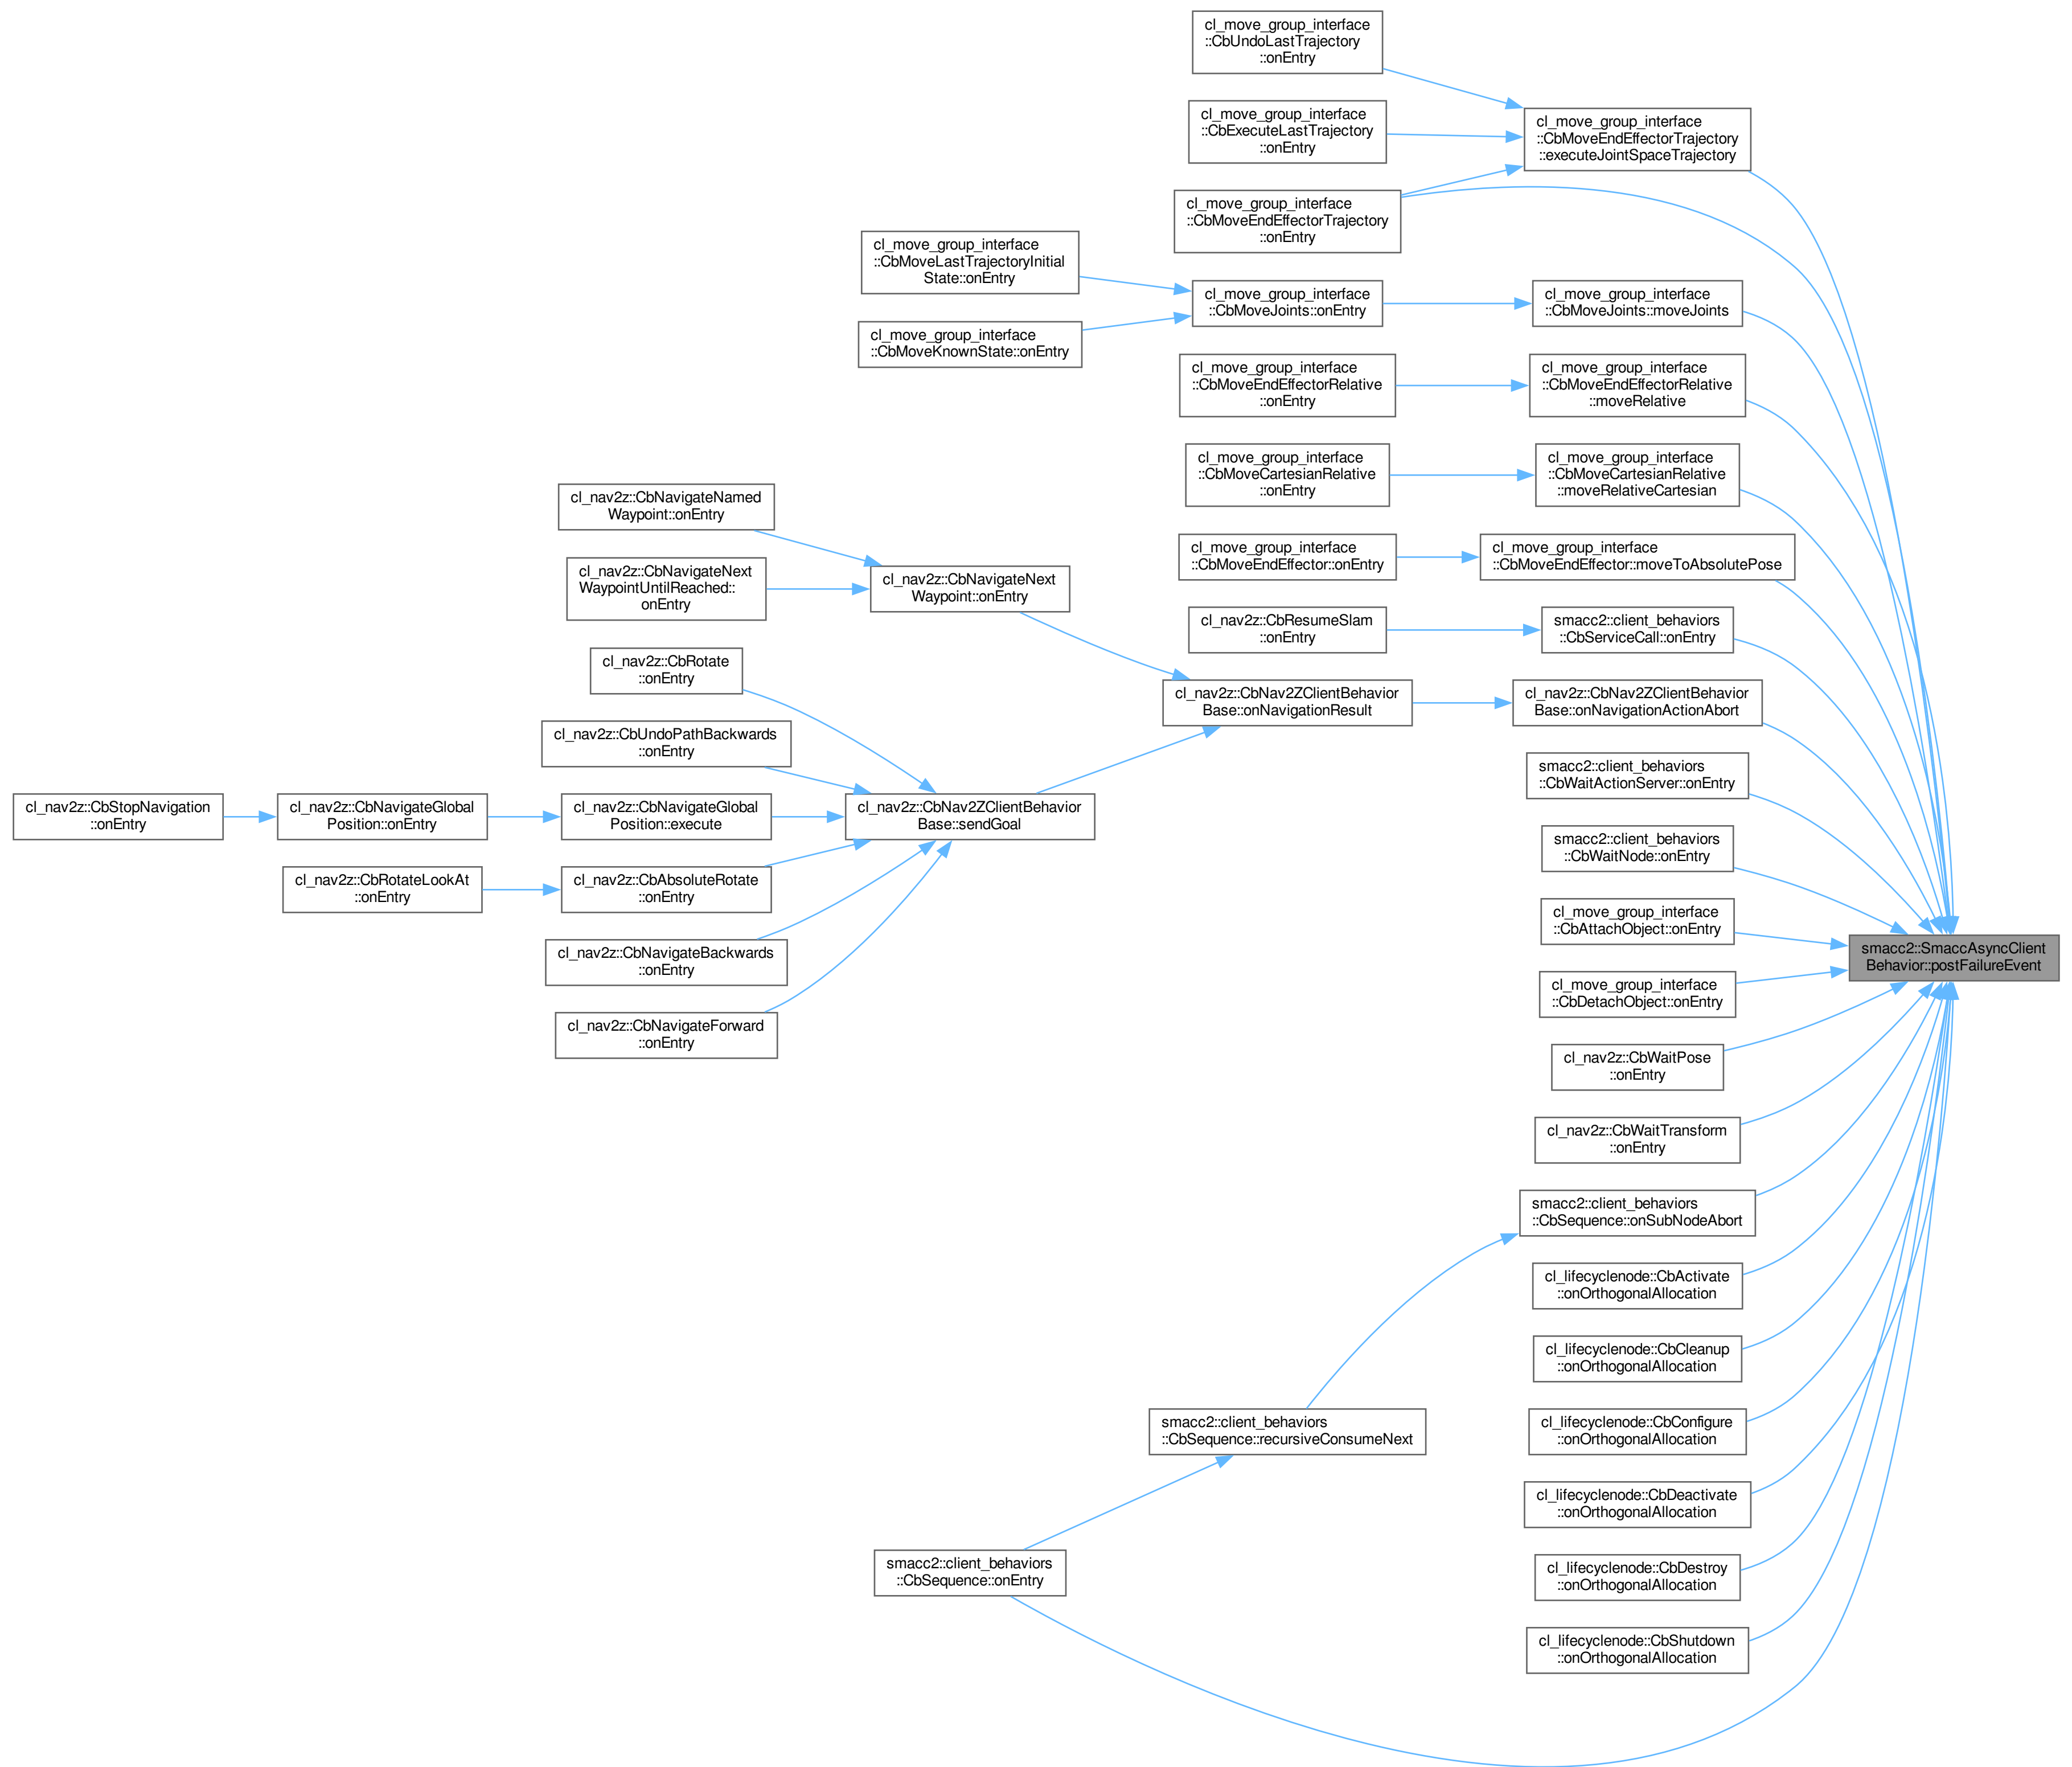 cl_move_group_interface
::CbUndoLastTrajectory
::onEntry
cl_move_group_interface
::CbExecuteLastTrajectory
::onEntry
cl_move_group_interface
::CbMoveEndEffectorTrajectory
::executeJointSpaceTrajectory
cl_move_group_interface
::CbMoveEndEffectorTrajectory
::onEntry
cl_move_group_interface
::CbMoveLastTrajectoryInitial
State::onEntry
cl_move_group_interface
::CbMoveJoints::onEntry
cl_move_group_interface
::CbMoveJoints::moveJoints
cl_move_group_interface
::CbMoveKnownState::onEntry
cl_move_group_interface
::CbMoveEndEffectorRelative
::onEntry
cl_move_group_interface
::CbMoveEndEffectorRelative
::moveRelative
cl_move_group_interface
::CbMoveCartesianRelative
::onEntry
cl_move_group_interface
::CbMoveCartesianRelative
::moveRelativeCartesian
cl_nav2z::CbNavigateNamed
Waypoint::onEntry
cl_nav2z::CbNavigateNext
WaypointUntilReached::
onEntry
cl_nav2z::CbNavigateNext
Waypoint::onEntry
cl_move_group_interface
::CbMoveEndEffector::onEntry
cl_move_group_interface
::CbMoveEndEffector::moveToAbsolutePose
cl_nav2z::CbResumeSlam
::onEntry
smacc2::client_behaviors
::CbServiceCall::onEntry
cl_nav2z::CbRotate
::onEntry
cl_nav2z::CbNav2ZClientBehavior
Base::onNavigationResult
cl_nav2z::CbNav2ZClientBehavior
Base::onNavigationActionAbort
cl_nav2z::CbUndoPathBackwards
::onEntry
smacc2::client_behaviors
::CbWaitActionServer::onEntry
cl_nav2z::CbStopNavigation
::onEntry
cl_nav2z::CbNavigateGlobal
Position::onEntry
cl_nav2z::CbNavigateGlobal
Position::execute
cl_nav2z::CbNav2ZClientBehavior
Base::sendGoal
smacc2::client_behaviors
::CbWaitNode::onEntry
cl_nav2z::CbRotateLookAt
::onEntry
cl_nav2z::CbAbsoluteRotate
::onEntry
cl_move_group_interface
::CbAttachObject::onEntry
cl_nav2z::CbNavigateBackwards
::onEntry
smacc2::SmaccAsyncClient
Behavior::postFailureEvent
cl_move_group_interface
::CbDetachObject::onEntry
cl_nav2z::CbNavigateForward
::onEntry
cl_nav2z::CbWaitPose
::onEntry
cl_nav2z::CbWaitTransform
::onEntry
smacc2::client_behaviors
::CbSequence::onSubNodeAbort
cl_lifecyclenode::CbActivate
::onOrthogonalAllocation
cl_lifecyclenode::CbCleanup
::onOrthogonalAllocation
smacc2::client_behaviors
::CbSequence::recursiveConsumeNext
cl_lifecyclenode::CbConfigure
::onOrthogonalAllocation
cl_lifecyclenode::CbDeactivate
::onOrthogonalAllocation
smacc2::client_behaviors
::CbSequence::onEntry
cl_lifecyclenode::CbDestroy
::onOrthogonalAllocation
cl_lifecyclenode::CbShutdown
::onOrthogonalAllocation